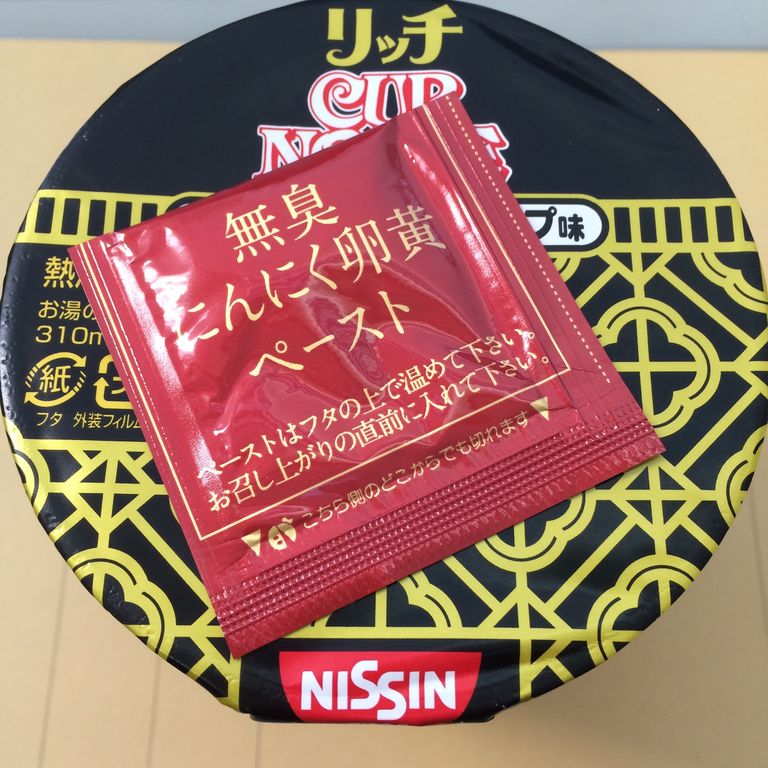 リッチ
CUP
プ味
無臭
にんにく卵黄
ペースト
ペーストはフタの上で温めて下さい。
お召し上がりの直前に入れて下さい。
こちら側のどこからでも切れます
熱
お湯の
310m
紙
フタ 外装フィルム
NISSIN